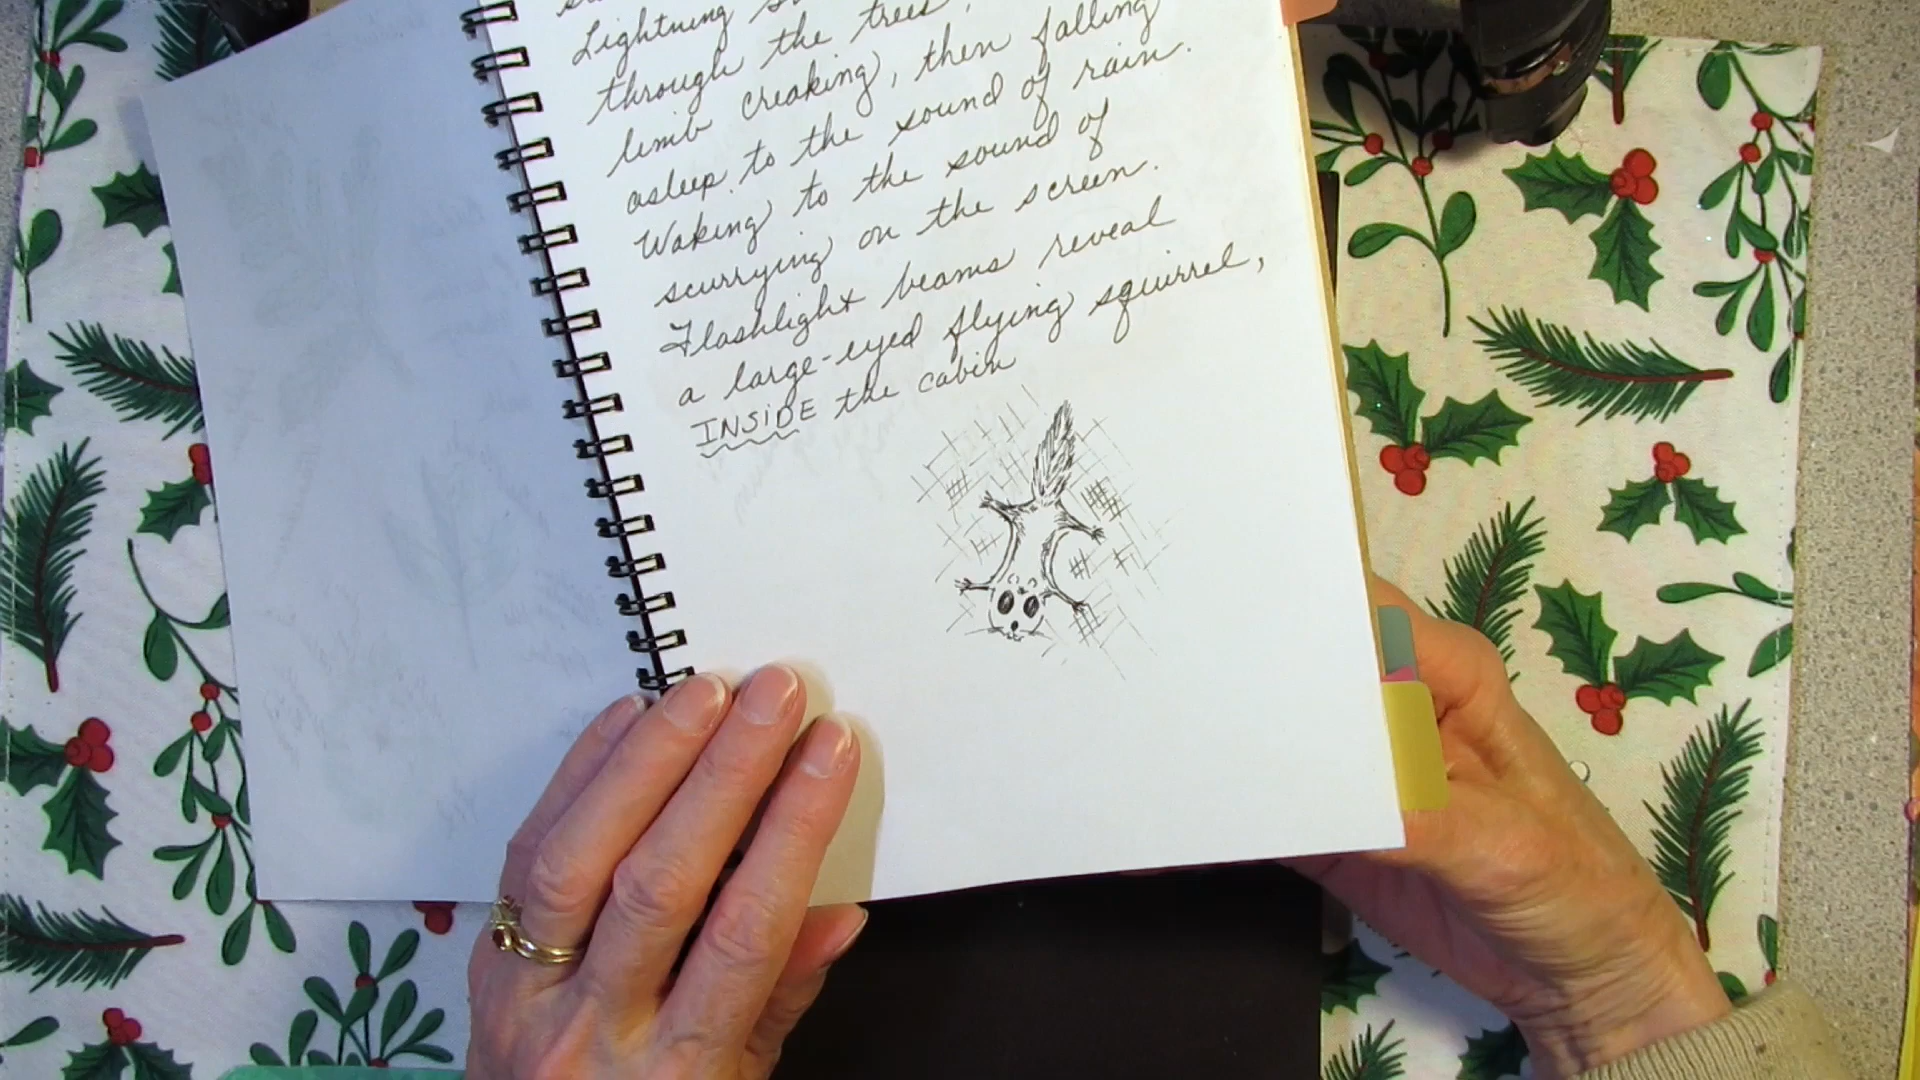 Lightning
through the trees,
limb creaking, then falling
asleep to the sound of rain.
Waking to the sound of
scurrying on the screen.
Flashlight beams reveal
a large-eyed flying squirrel,
INSiDE the cabin